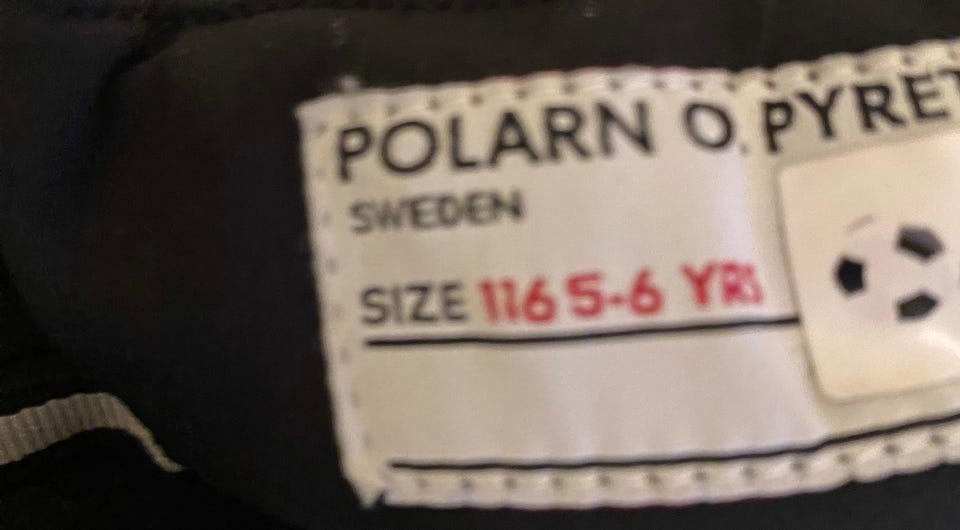 POLARN O. PYRET
SWEDEN
SIZE 116 5-6 YRS